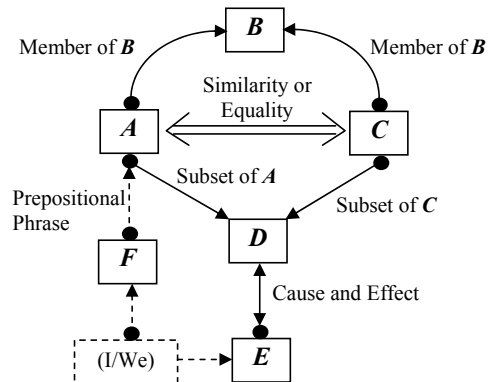 B
Member of B
Member of B
Similarity or
Equality
A
C
Prepositional
Phrase
Subset of A
Subset of C
D
F
Cause and Effect
(I/We)
E